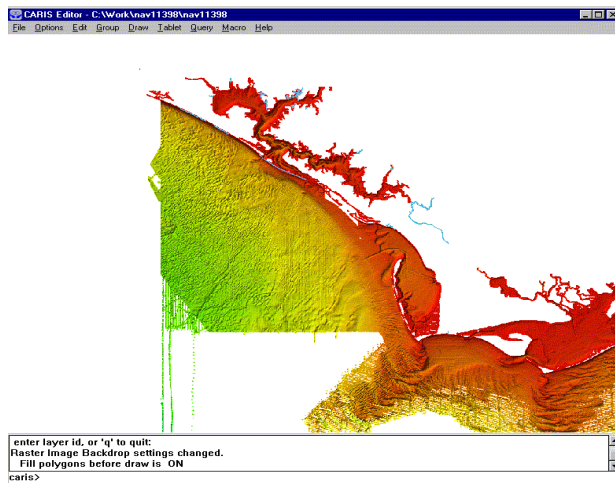 CARIS Editor - C:\Work\nav11398\nav11398
File Options Edit Group Draw Tablet Query Macro Help
enter layer id, or 'q' to quit:
Raster Image Backdrop settings changed.
Fill polygons before draw is ON
caris>